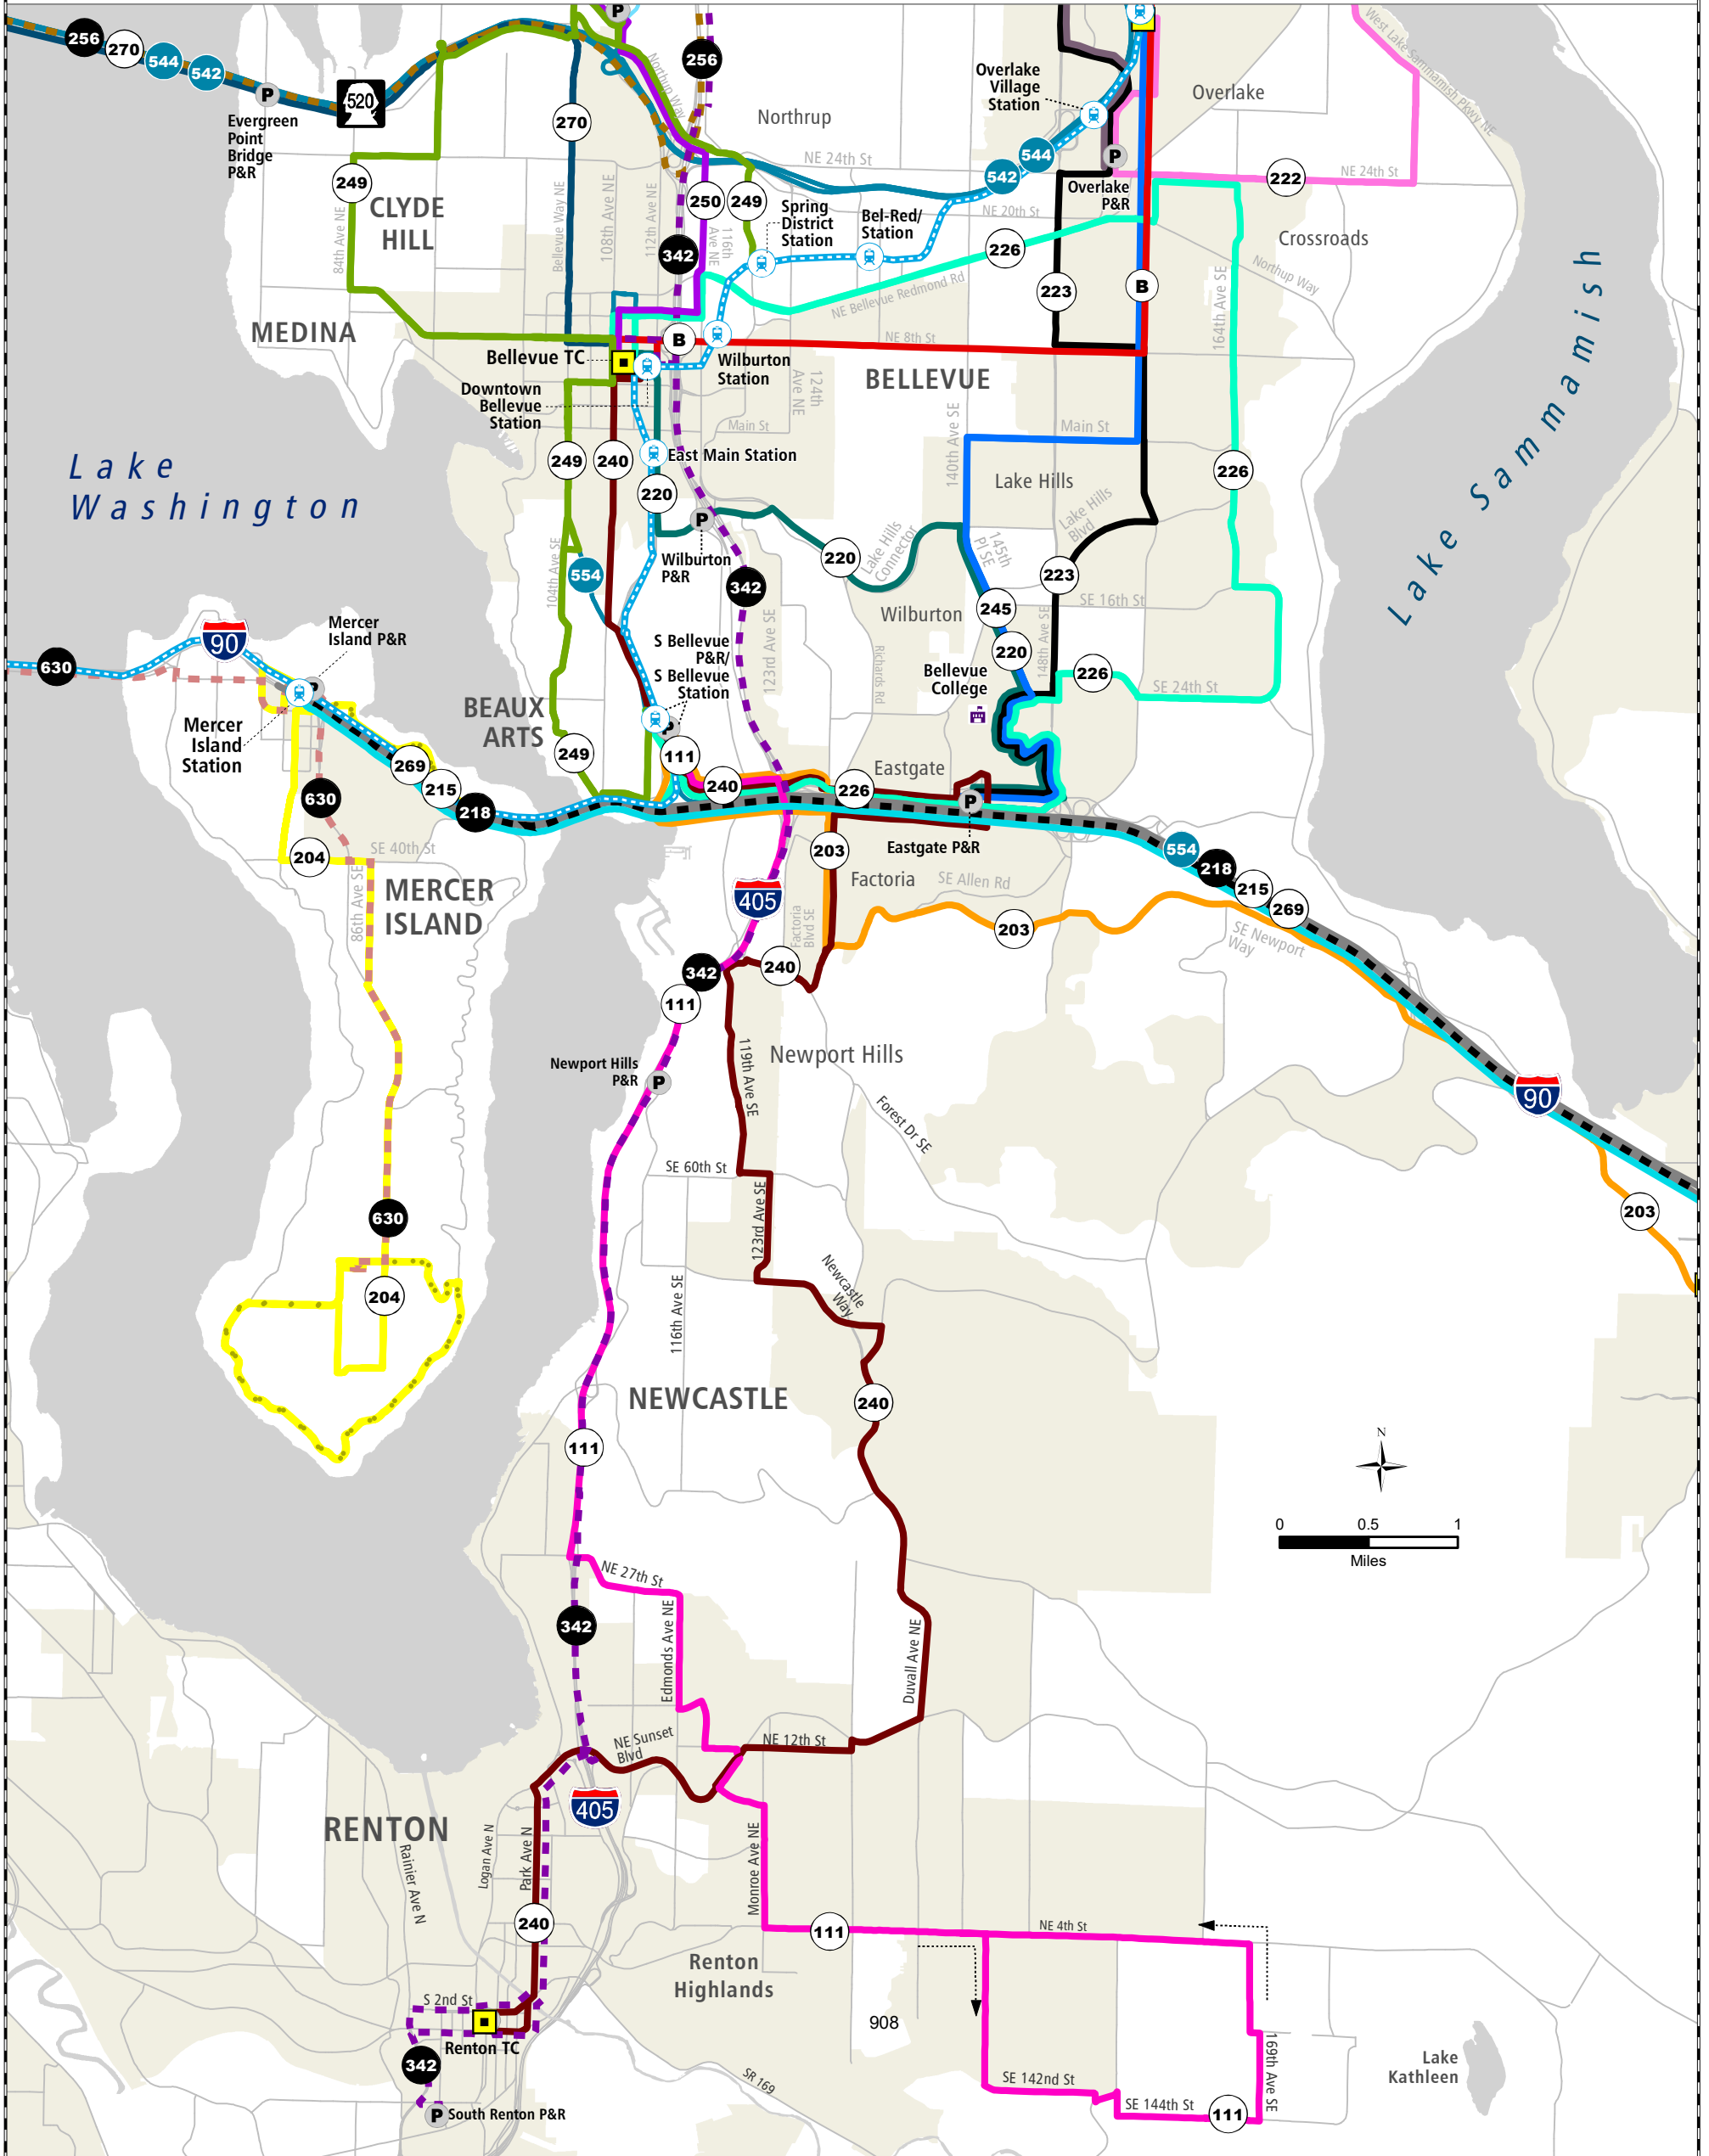 P
256
270
544
542
P
520
Evergreen
Point
Bridge
P&R
249
84th Ave NE
CLYDE
HILL
MEDINA
270
Bellevue Way NE
108th Ave NE
112th Ave NE
Northup Way
256
Northrup
NE 24th St
250
249
116th
Ave NE
342
Spring
District
Station
Bel-Red/
Station
542
544
Overlake
Village
Station
Overlake
West Lake Sammamish Pkwy NE
P
Overlake
P&R
222
NE 24th St
NE 20th St
226
Crossroads
Northup Way
NE Bellevue Redmond Rd
223
B
164th Ave SE
B
NE 8th St
Bellevue TC
Wilburton
Station
Downtown
Bellevue
Station
124th
Ave NE
BELLEVUE
Main St
Main St
140th Ave SE
Lake Sammamish
Lake
Washington
249
240
East Main Station
220
226
Lake Hills
Lake Hills
Blvd
P
Wilburton
P&R
220
Lake Hills
Connector
145th
Pl SE
223
SE 16th St
104th Ave SE
554
342
123rd Ave SE
Wilburton
245
220
148th Ave SE
Richards Rd
Mercer
Island P&R
90
630
P
Mercer
Island
Station
S Bellevue
P&R/
S Bellevue
Station
P
Bellevue
College
226
SE 24th St
BEAUX
ARTS
249
111
240
226
Eastgate
P
Eastgate P&R
269
215
218
630
204
SE 40th St
86th Ave SE
MERCER
ISLAND
203
Factoria
SE Allen Rd
554
218
215
269
405
Factoria
Blvd SE
203
SE Newport
Way
342
240
111
Newport Hills
P&R
P
119th Ave SE
Newport Hills
Forest Dr SE
90
SE 60th St
123rd Ave SE
203
630
204
116th Ave SE
Newcastle
Way
NEWCASTLE
240
111
N
0
0.5
1
Miles
NE 27th St
342
Edmonds Ave NE
Duvall Ave NE
NE Sunset
Blvd
NE 12th St
405
RENTON
Rainier Ave N
Logan Ave N
Park Ave N
Monroe Ave NE
240
111
NE 4th St
Renton
Highlands
908
S 2nd St
Renton TC
342
SR 169
SE 142nd St
SE 144th St
111
169th Ave SE
Lake
Kathleen
P
South Renton P&R